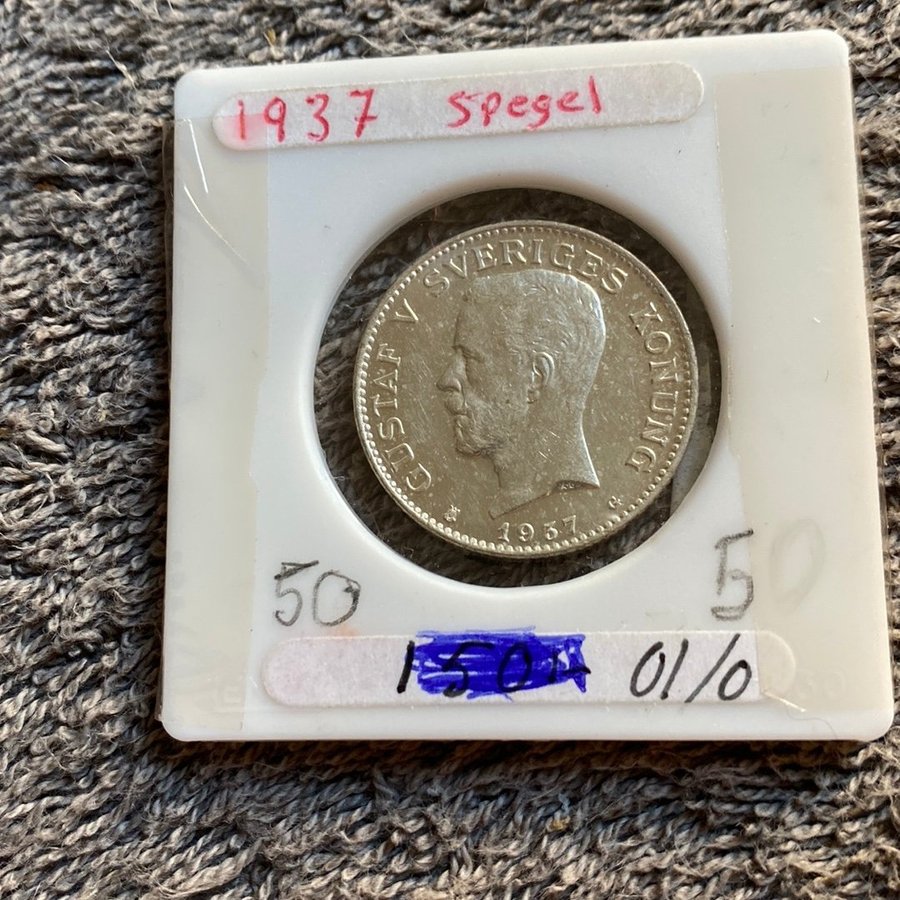 1937 Spegel
GUSTAF V SVERIGES KONUNG
G
1937
50
5
01/0